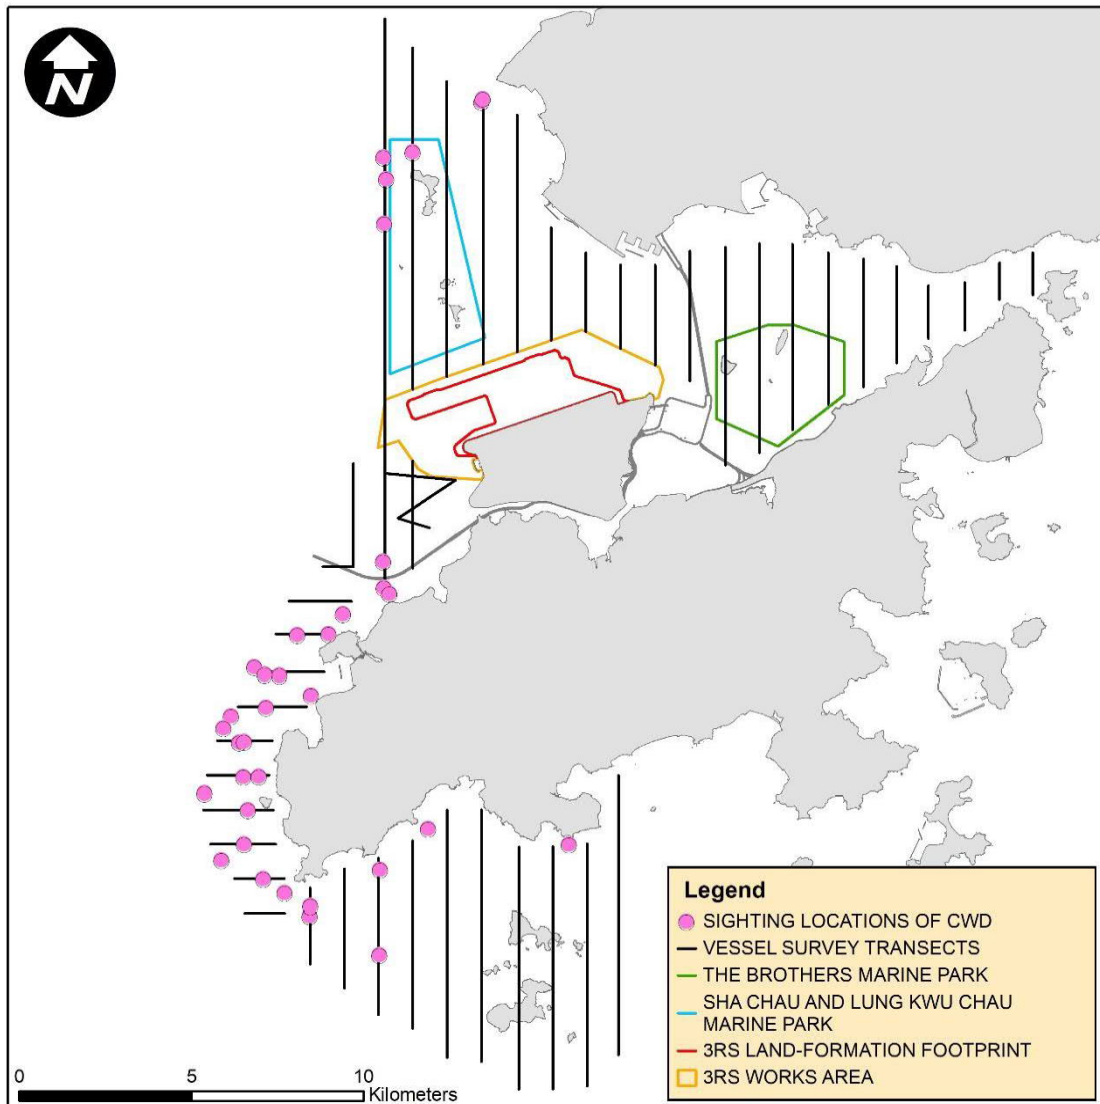 N
Legend
SIGHTING LOCATIONS OF CWD
VESSEL SURVEY TRANSECTS
THE BROTHERS MARINE PARK
SHA CHAU AND LUNG KWU CHAU
MARINE PARK
3RS LAND-FORMATION FOOTPRINT
3RS WORKS AREA
0 5 10
Kilometers